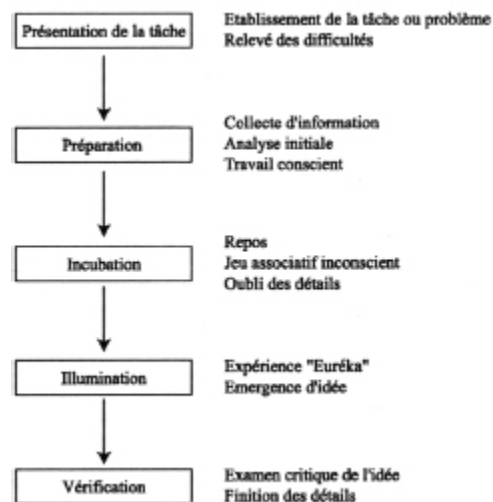 Présentation de la tâche
Etablissement de la tâche ou problème
Relevé des difficultés
Préparation
Collecte d'information
Analyse initiale
Travail conscient
Incubation
Repos
Jeu associatif inconscient
Oubli des détails
Illumination
Expérience "Euréka"
Emergence d'idée
Vérification
Examen critique de l'idée
Finition des détails